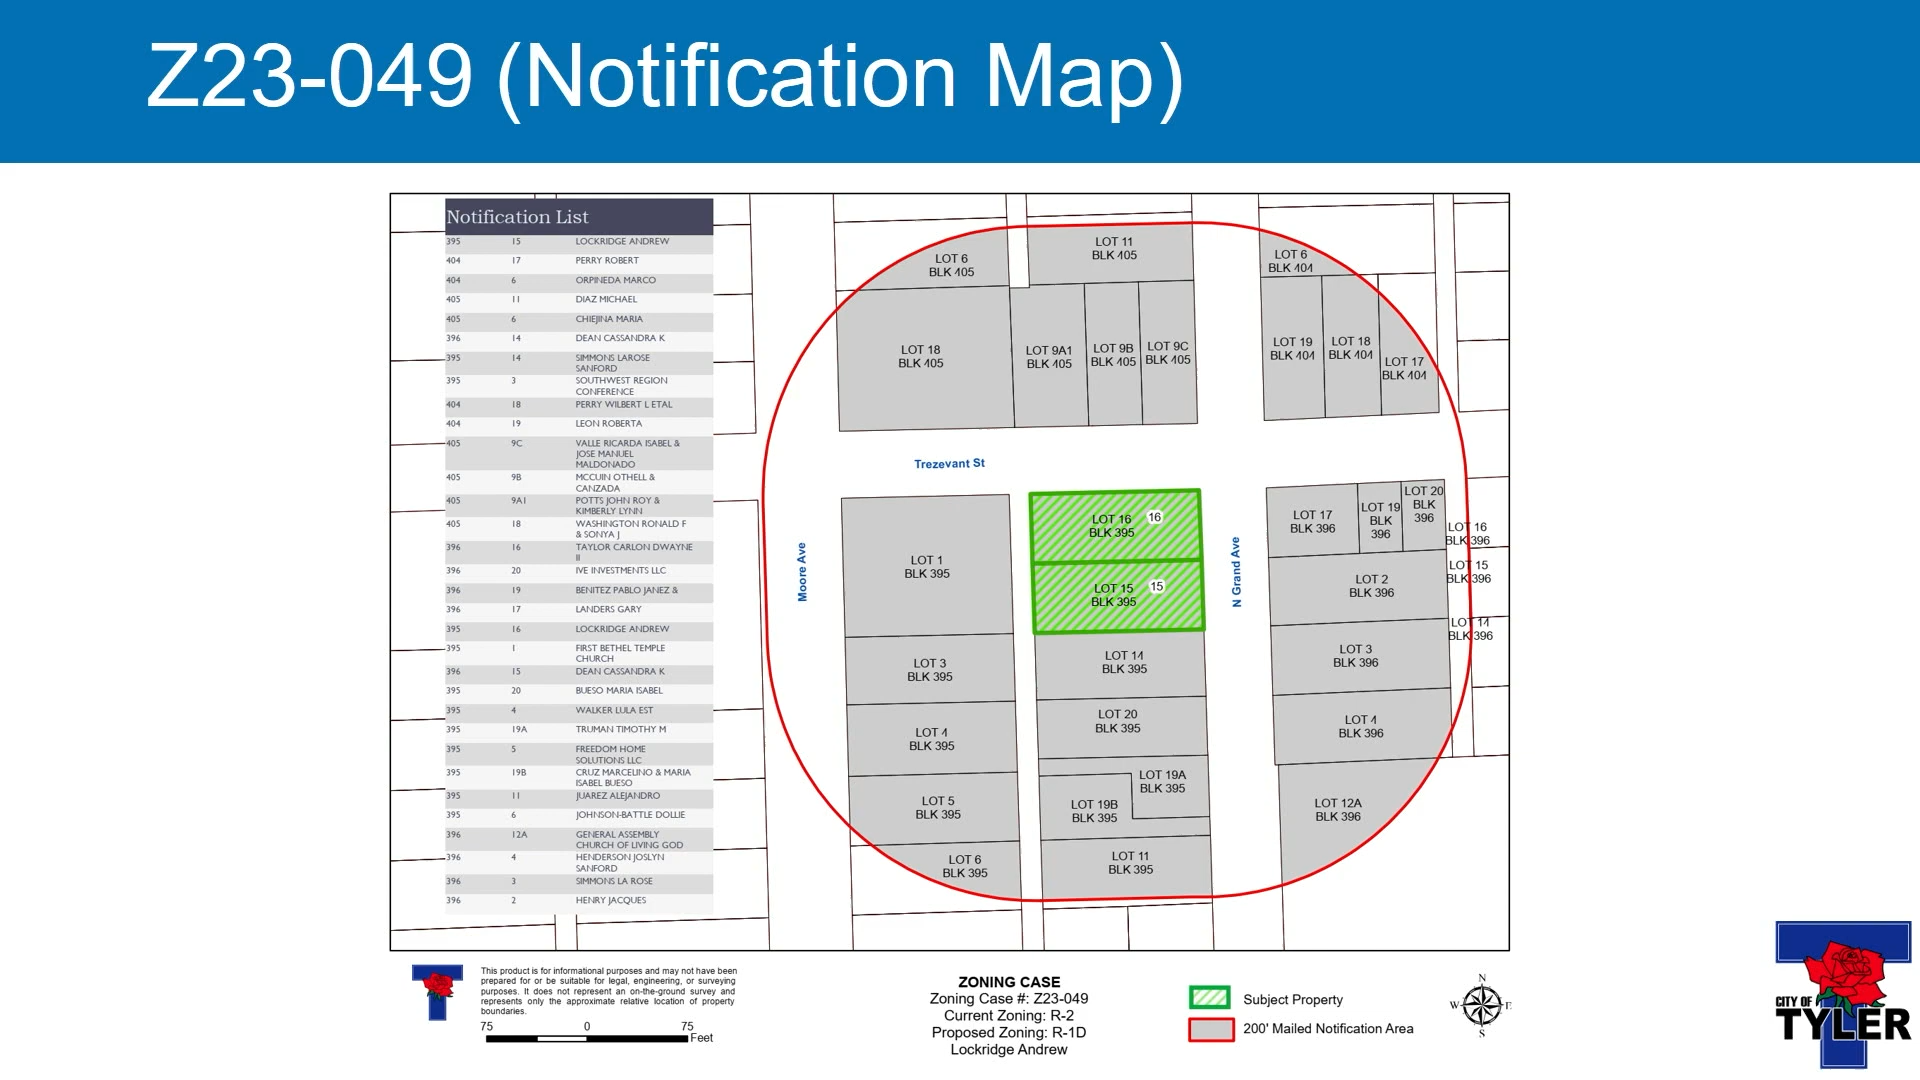 Z23-049 (Notification Map)
Notification List
395 15 LOCKRIDGE ANDREW
404 17 PERRY ROBERT
404 6 ORPINEDA MARCO
405 11 DIAZ MICHAEL
405 6 CHIEJINA MARIA
396 14 DEAN CASSANDRA K
395 14 SIMMONS LAROSE
SANFORD
395 3 SOUTHWEST REGION
CONFERENCE
404 18 PERRY WILBERT L ETAL
404 19 LEON ROBERTA
405 9C VALLE RICARDA ISABEL &
JOSE MANUEL
MALDONADO
405 9B MCCUIN OTHELL &
CANZADA
405 9A1 POTTS JOHN ROY &
KIMBERLY LYNN
405 18 WASHINGTON RONALD F
& SONYA J
396 16 TAYLOR CARLON DWAYNE
II
396 20 IVE INVESTMENTS LLC
396 19 BENITEZ PABLO JANEZ &
396 17 LANDERS GARY
395 16 LOCKRIDGE ANDREW
395 1 FIRST BETHEL TEMPLE
CHURCH
396 15 DEAN CASSANDRA K
395 20 BUESO MARIA ISABEL
395 4 WALKER LULA EST
395 19A TRUMAN TIMOTHY M
395 5 FREEDOM HOME
SOLUTIONS LLC
395 19B CRUZ MARCELINO & MARIA
ISABEL BUESO
395 11 JUAREZ ALEJANDRO
395 6 JOHNSON-BATTLE DOLLIE
396 12A GENERAL ASSEMBLY
CHURCH OF LIVING GOD
396 4 HENDERSON JOSLYN
SANFORD
396 3 SIMMONS LA ROSE
396 2 HENRY JACQUES
LOT 6
BLK 405
LOT 11
BLK 405
LOT 6
BLK 404
LOT 18
BLK 405
LOT 9A1
BLK 405
LOT 9B
BLK 405
LOT 9C
BLK 405
LOT 19
BLK 404
LOT 18
BLK 404
LOT 17
BLK 404
Trezevant St
Moore Ave
N Grand Ave
LOT 1
BLK 395
LOT 16 16
BLK 395
LOT 15 15
BLK 395
LOT 17
BLK 396
LOT 19
BLK
396
LOT 20
BLK
396
LOT 16
BLK 396
LOT 15
BLK 396
LOT 14
BLK 396
LOT 2
BLK 396
LOT 3
BLK 396
LOT 4
BLK 396
LOT 12A
BLK 396
LOT 3
BLK 395
LOT 4
BLK 395
LOT 5
BLK 395
LOT 6
BLK 395
LOT 14
BLK 395
LOT 20
BLK 395
LOT 19A
BLK 395
LOT 19B
BLK 395
LOT 11
BLK 395
This product is for informational purposes and may not have been
prepared for or be suitable for legal, engineering, or surveying
purposes. It does not represent an on-the-ground survey and
represents only the approximate relative location of property
boundaries.
75 0 75
Feet
ZONING CASE
Zoning Case #: Z23-049
Current Zoning: R-2
Proposed Zoning: R-1D
Lockridge Andrew
Subject Property
200' Mailed Notification Area
N
W E
S
CITY OF
TYLER